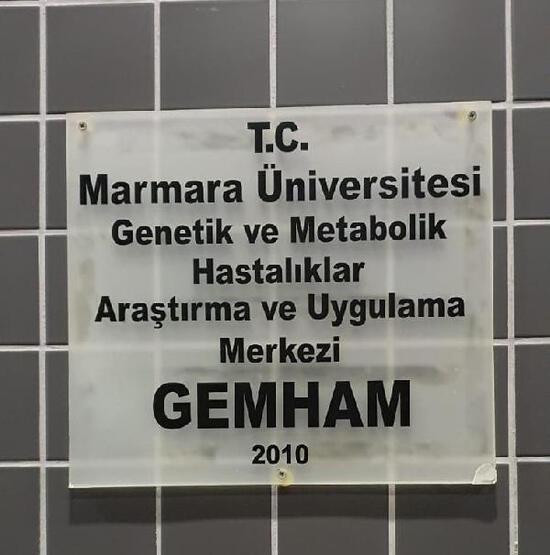 T.C.
Marmara Üniversitesi
Genetik ve Metabolik
Hastalıklar
Araştırma ve Uygulama
Merkezi
GEMHAM
2010